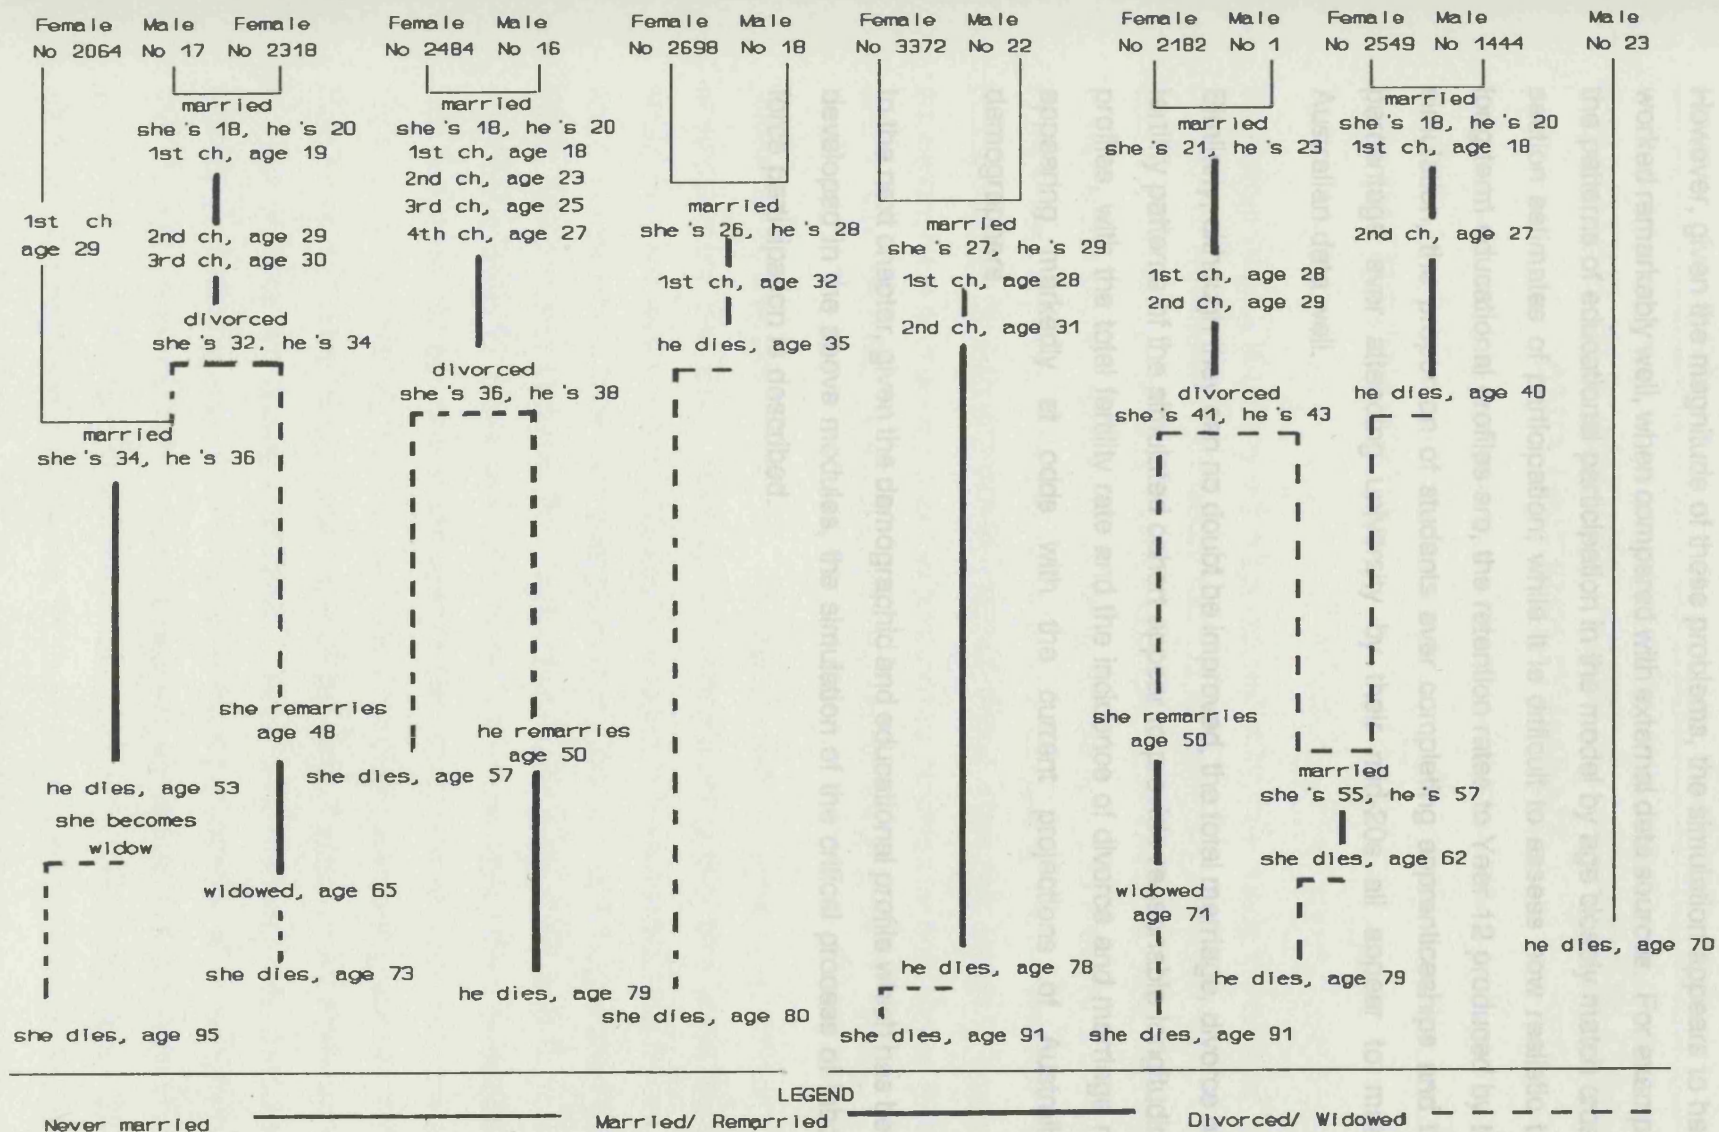 Female Male Female
No 2064 No 17 No 2318
married
she's 18, he's 20
1st ch, age 19
2nd ch, age 29
3rd ch, age 30
divorced
she's 32, he's 34
1st ch
age 29
married
she's 34, he's 36
he dies, age 53
she becomes
widow
she dies, age 95
she remarries
age 48
widowed, age 65
she dies, age 73
Female Male
No 2484 No 16
married
she's 18, he's 20
1st ch, age 18
2nd ch, age 23
3rd ch, age 25
4th ch, age 27
divorced
she's 36, he's 38
she dies, age 57
he remarries
age 50
he dies, age 79
Female Male
No 2698 No 18
married
she's 26, he's 28
1st ch, age 32
he dies, age 35
she dies, age 80
Female Male
No 3372 No 22
married
she's 27, he's 29
1st ch, age 28
2nd ch, age 31
he dies, age 78
she dies, age 91
Female Male
No 2182 No 1
married
she's 21, he's 23
1st ch, age 28
2nd ch, age 29
divorced
she's 41, he's 43
she remarries
age 50
widowed
age 71
she dies, age 91
Female Male
No 2549 No 1444
married
she's 18, he's 20
1st ch, age 18
2nd ch, age 27
he dies, age 40
married
she's 55, he's 57
she dies, age 62
he dies, age 79
Male
No 23
he dies, age 70
LEGEND
Never married Married/ Remarried Divorced/ Widowed